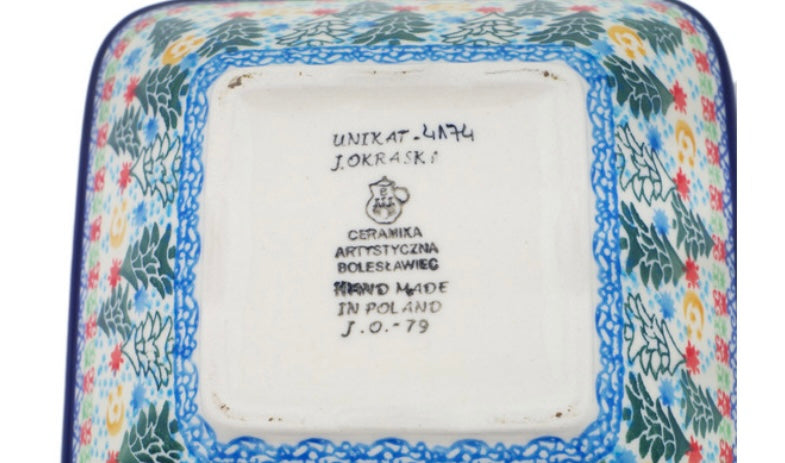 UNIKAT-4174
J.OKRASKI
CERAMIKA
ARTYSTYCZNA
BOLESŁAWIEC
HAND MADE
IN POLAND
J.O.-79